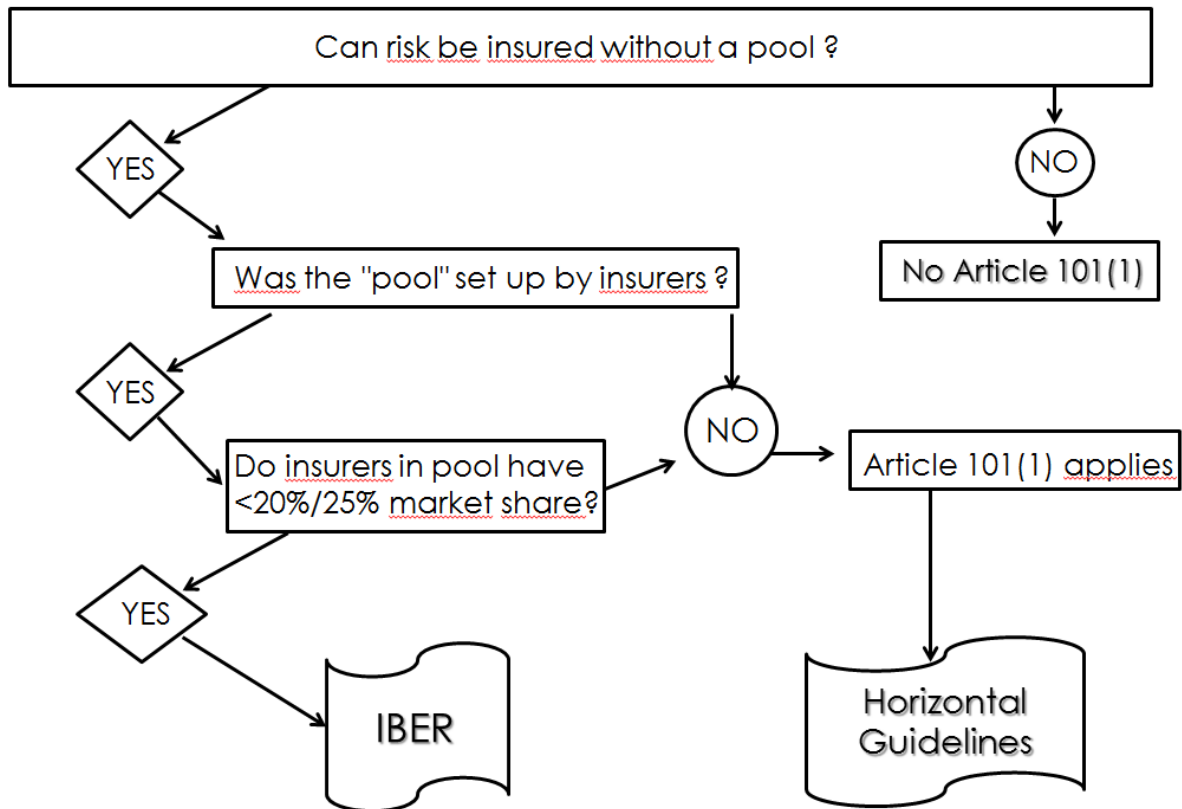 Can risk be insured without a pool ?
YES
NO
No Article 101(1)
Was the "pool" set up by insurers ?
YES
NO
Do insurers in pool have
<20%/25% market share?
Article 101(1) applies
YES
IBER
Horizontal
Guidelines